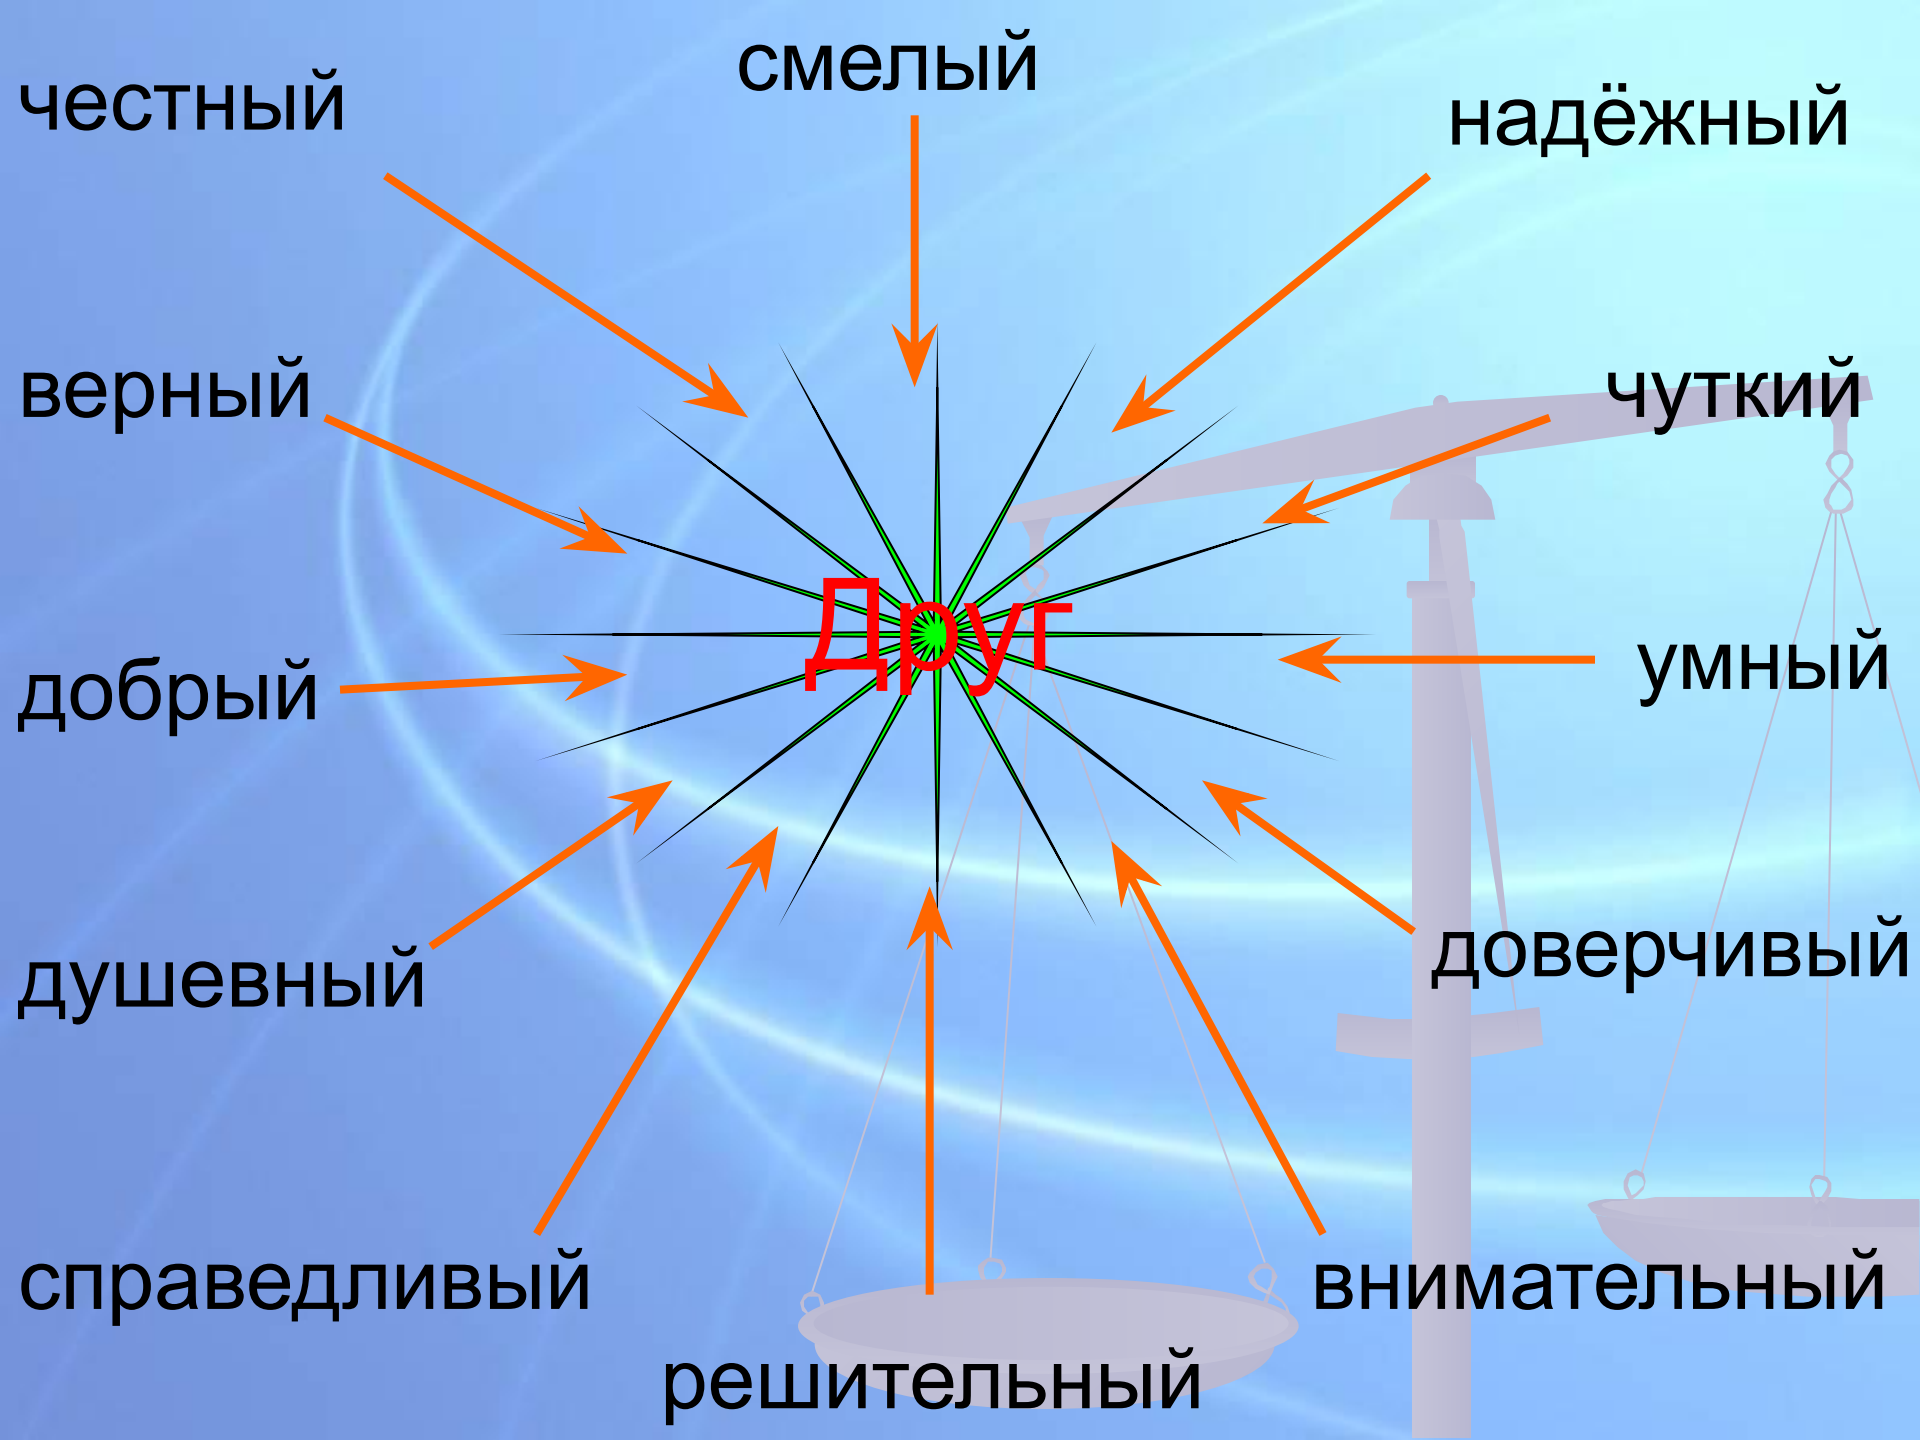 смелый
честный
надёжный
верный
чуткий
Друг
умный
добрый
доверчивый
душевный
справедливый
внимательный
решительный